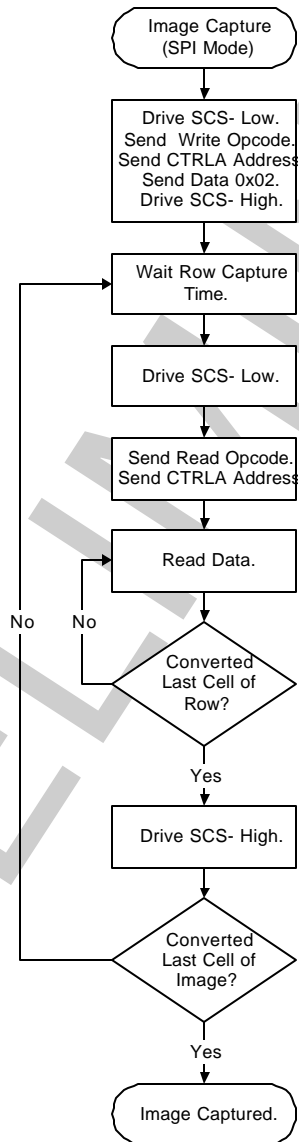 Image Capture
(SPI Mode)
Drive SCS- Low.
Send Write Opcode.
Send CTRLA Address
Send Data 0x02.
Drive SCS- High.
Wait Row Capture
Time.
Drive SCS- Low.
Send Read Opcode.
Send CTRLA Address
Read Data.
No
No
Converted
Last Cell of
Row?
Yes
Drive SCS- High.
Converted
Last Cell of
Image?
Yes
Image Captured.